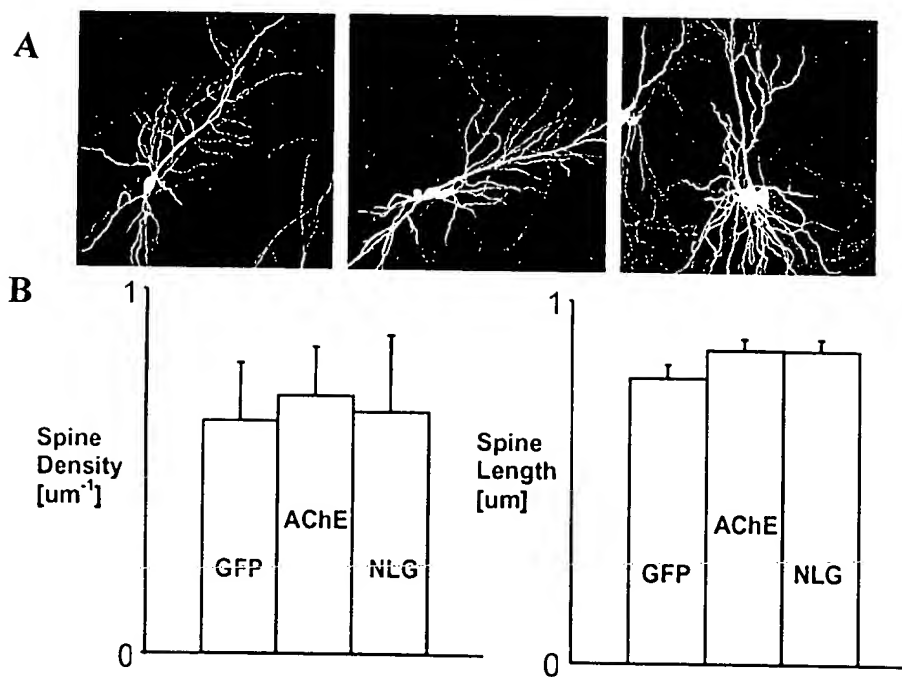 A
B
1
Spine
Density
[um-1]
0
GFP
AChE
NLG
1
Spine
Length
[um]
0
GFP
AChE
NLG